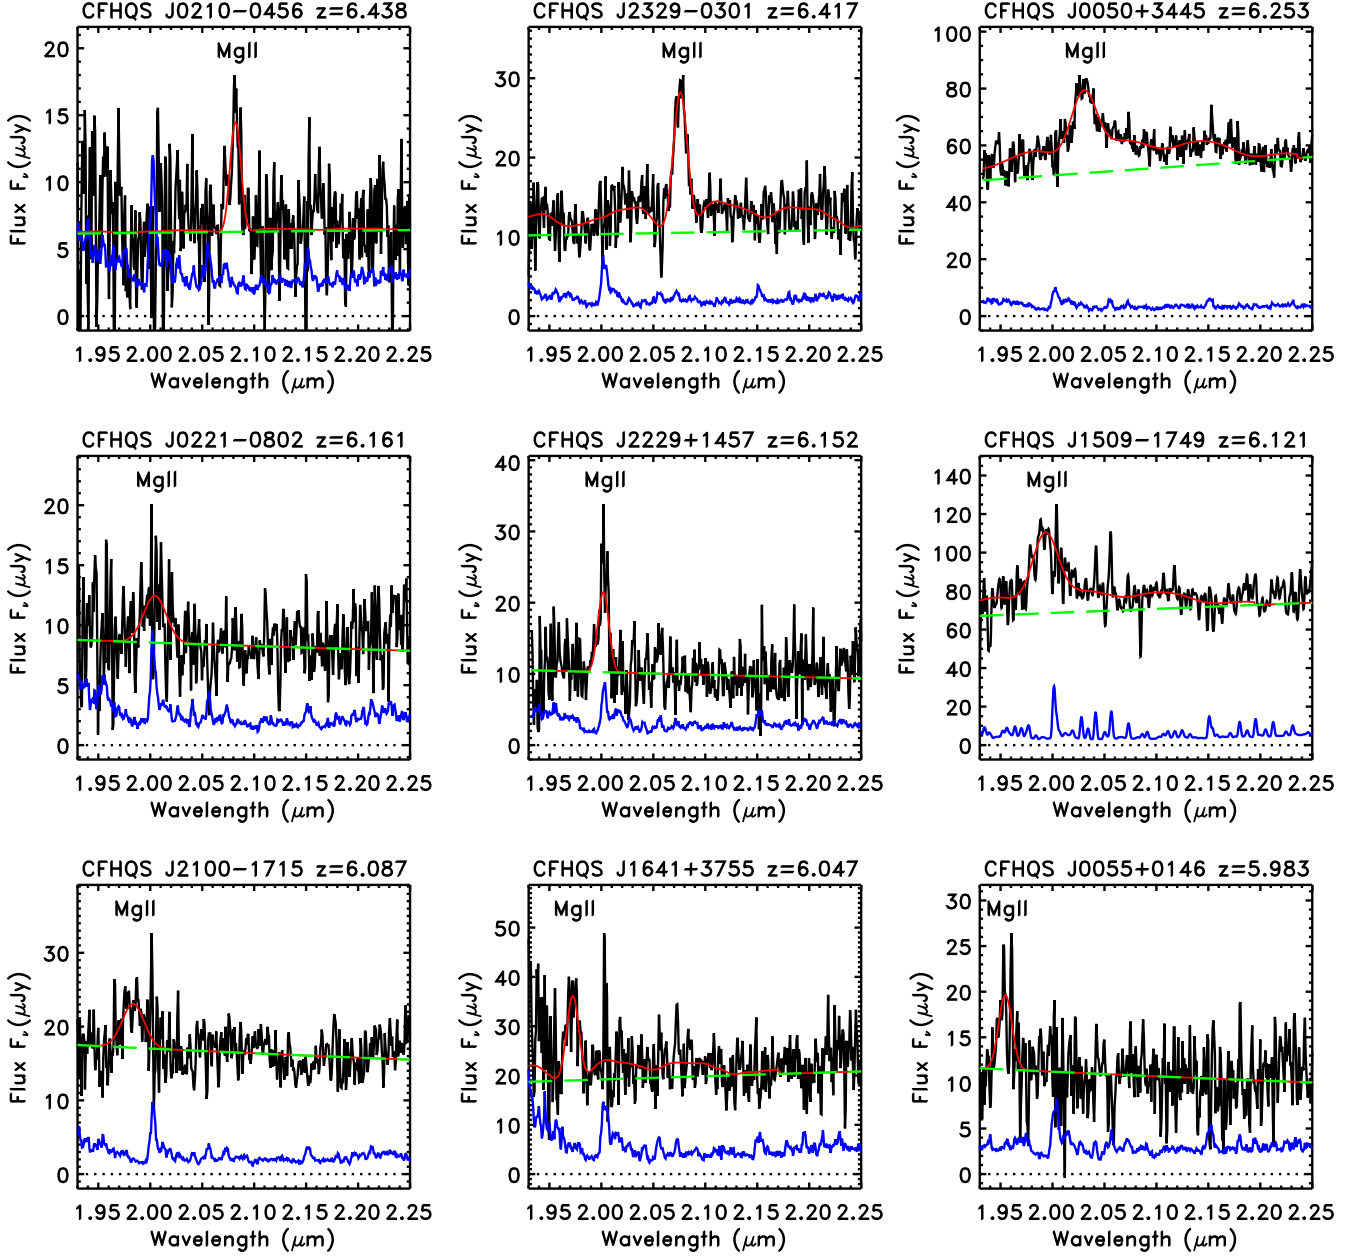 CFHQS J0210−0456 z=6.438
MgII
20
15
10
5
0
Flux Fν(μJy)
1.95 2.00 2.05 2.10 2.15 2.20 2.25
Wavelength (μm)
CFHQS J2329−0301 z=6.417
MgII
30
20
10
0
Flux Fν(μJy)
1.95 2.00 2.05 2.10 2.15 2.20 2.25
Wavelength (μm)
CFHQS J0050+3445 z=6.253
MgII
100
80
60
40
20
0
Flux Fν(μJy)
1.95 2.00 2.05 2.10 2.15 2.20 2.25
Wavelength (μm)
CFHQS J0221−0802 z=6.161
MgII
20
15
10
5
0
Flux Fν(μJy)
1.95 2.00 2.05 2.10 2.15 2.20 2.25
Wavelength (μm)
CFHQS J2229+1457 z=6.152
MgII
40
30
20
10
0
Flux Fν(μJy)
1.95 2.00 2.05 2.10 2.15 2.20 2.25
Wavelength (μm)
CFHQS J1509−1749 z=6.121
MgII
140
120
100
80
60
40
20
0
Flux Fν(μJy)
1.95 2.00 2.05 2.10 2.15 2.20 2.25
Wavelength (μm)
CFHQS J2100−1715 z=6.087
MgII
30
20
10
0
Flux Fν(μJy)
1.95 2.00 2.05 2.10 2.15 2.20 2.25
Wavelength (μm)
CFHQS J1641+3755 z=6.047
MgII
50
40
30
20
10
0
Flux Fν(μJy)
1.95 2.00 2.05 2.10 2.15 2.20 2.25
Wavelength (μm)
CFHQS J0055+0146 z=5.983
MgII
30
25
20
15
10
5
0
Flux Fν(μJy)
1.95 2.00 2.05 2.10 2.15 2.20 2.25
Wavelength (μm)